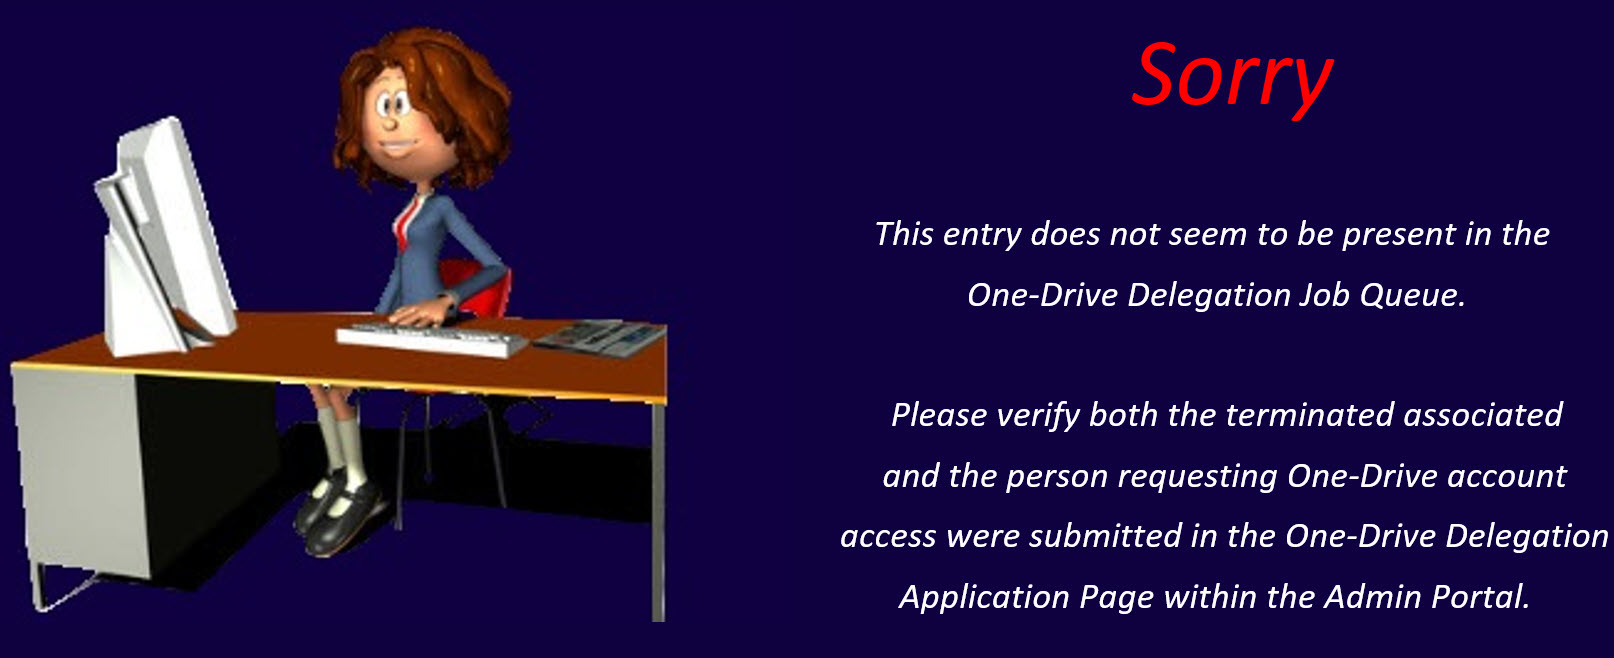 Sorry
This entry does not seem to be present in the
One-Drive Delegation Job Queue.
Please verify both the terminated associated
and the person requesting One-Drive account
access were submitted in the One-Drive Delegation
Application Page within the Admin Portal.